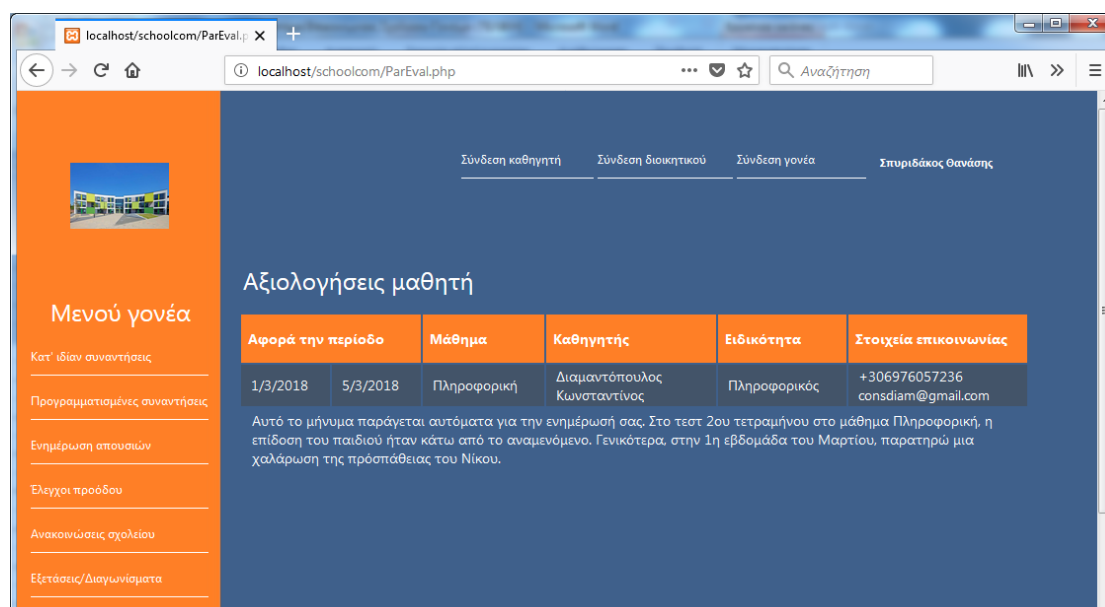 localhost/schoolcom/ParEval.p
localhost/schoolcom/ParEval.php
Αναζήτηση
Σύνδεση καθηγητή
Σύνδεση διοικητικού
Σύνδεση γονέα
Σπυριδάκος Θανάσης
Μενού γονέα
Κατ' ιδίαν συναντήσεις
Προγραμματισμένες συναντήσεις
Ενημέρωση απουσιών
Έλεγχοι προόδου
Ανακοινώσεις σχολείου
Εξετάσεις/Διαγωνίσματα
Αξιολογήσεις μαθητή
Αφορά την περίοδο Μάθημα Καθηγητής Ειδικότητα Στοιχεία επικοινωνίας
1/3/2018 5/3/2018 Πληροφορική Διαμαντόπουλος Κωνσταντίνος Πληροφορικός +306976057236 consdiam@gmail.com
Αυτό το μήνυμα παράγεται αυτόματα για την ενημέρωσή σας. Στο τεστ 2ου τετραμήνου στο μάθημα Πληροφορική, η
επίδοση του παιδιού ήταν κάτω από το αναμενόμενο. Γενικότερα, στην 1η εβδομάδα του Μαρτίου, παρατηρώ μια
χαλάρωση της πρόσπάθειας του Νίκου.